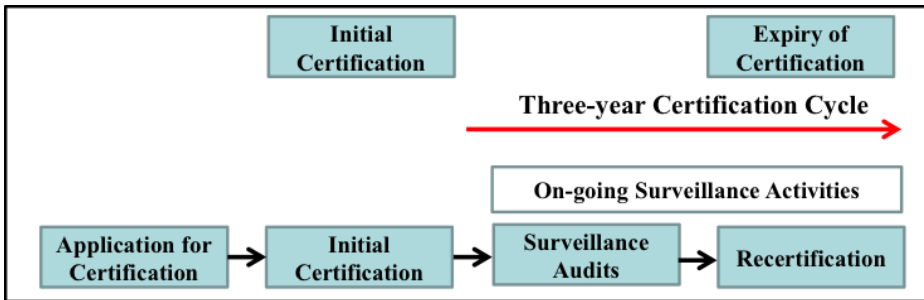 Initial
Certification
Expiry of
Certification
Three-year Certification Cycle
On-going Surveillance Activities
Application for
Certification
Initial
Certification
Surveillance
Audits
Recertification